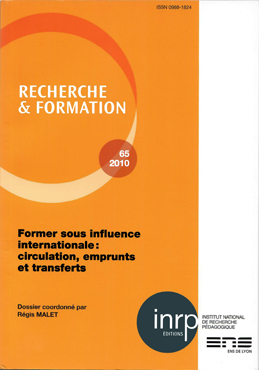 ISSN 0988-1824
RECHERCHE
& FORMATION
65
2010
Former sous influence
internationale :
circulation, emprunts
et transferts
Dossier coordonné par
Régis MALET
inrp
ÉDITIONS
INSTITUT NATIONAL
DE RECHERCHE
PÉDAGOGIQUE
ENS
ENS DE LYON